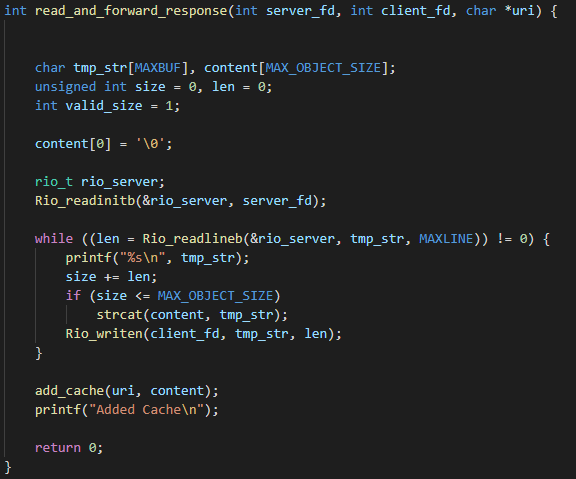 int read_and_forward_response(int server_fd, int client_fd, char *uri) {
char tmp_str[MAXBUF], content[MAX_OBJECT_SIZE];
unsigned int size = 0, len = 0;
int valid_size = 1;
content[0] = '\0';
rio_t rio_server;
Rio_readinitb(&rio_server, server_fd);
while ((len = Rio_readlineb(&rio_server, tmp_str, MAXLINE)) != 0) {
printf("%s\n", tmp_str);
size += len;
if (size <= MAX_OBJECT_SIZE)
strcat(content, tmp_str);
Rio_writen(client_fd, tmp_str, len);
}
add_cache(uri, content);
printf("Added Cache\n");
return 0;
}